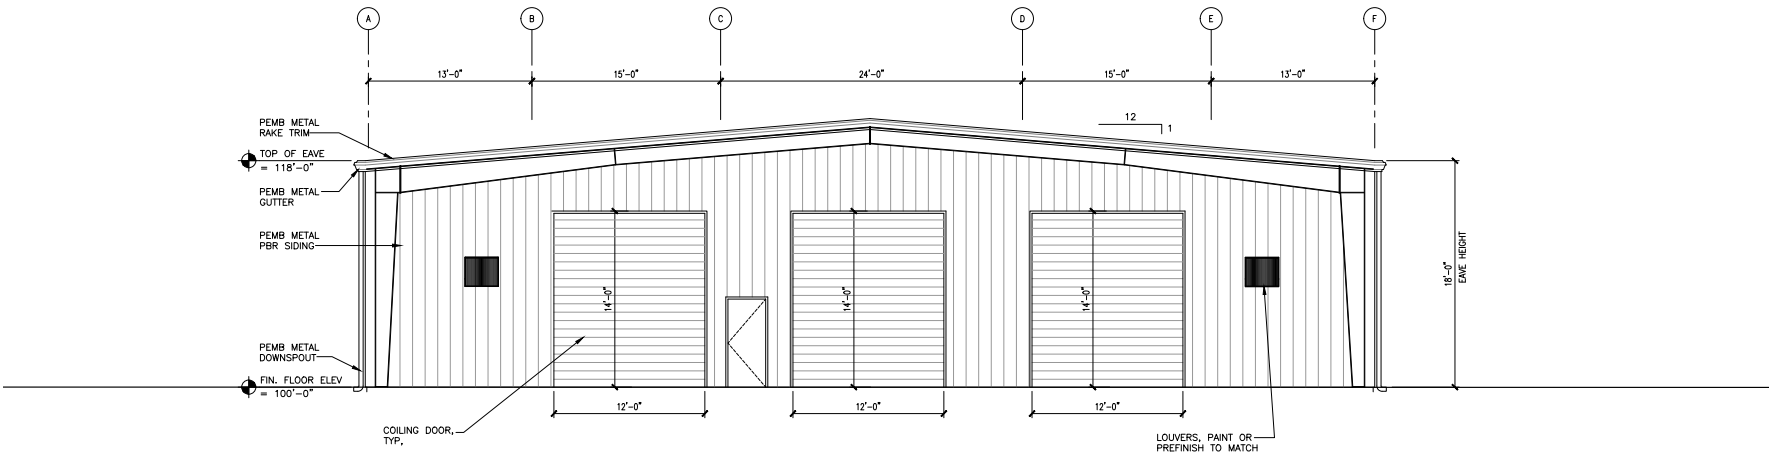 A B C D E F
13'-0" 15'-0" 24'-0" 15'-0" 13'-0"
12
1
PEMB METAL
RAKE TRIM
TOP OF EAVE
= 118'-0"
PEMB METAL
GUTTER
PEMB METAL
PBR SIDING
14'-0" 14'-0" 14'-0"
18'-0"
EAVE HEIGHT
PEMB METAL
DOWNSPOUT
FIN. FLOOR ELEV
= 100'-0"
12'-0" 12'-0" 12'-0"
COILING DOOR,
TYP,
LOUVERS, PAINT OR
PREFINISH TO MATCH